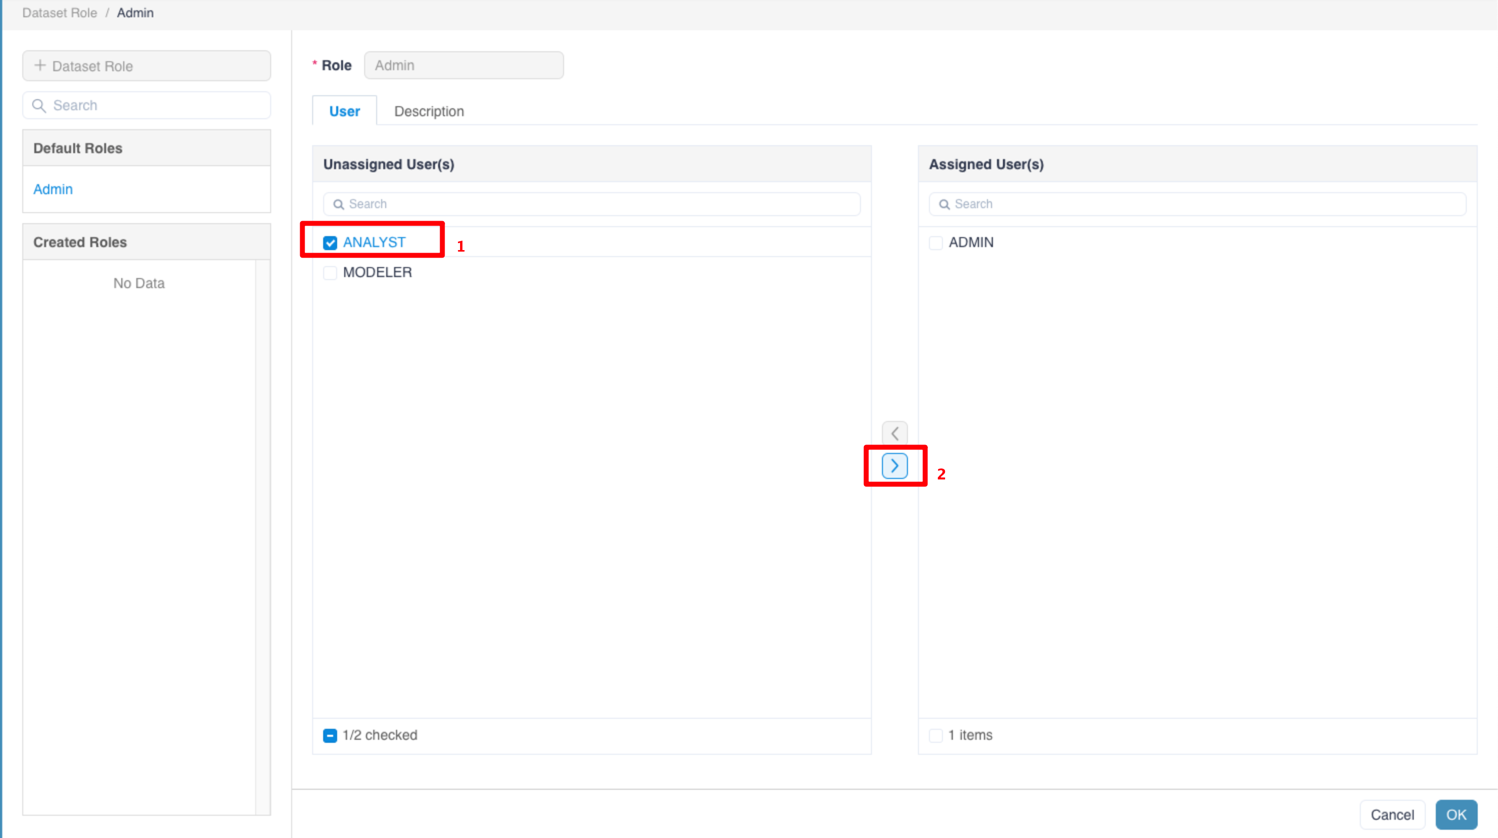 Dataset Role / Admin
+ Dataset Role
Search
Default Roles
Admin
Created Roles
No Data
* Role Admin
User Description
Unassigned User(s)
Search
ANALYST 1
MODELER
1/2 checked
2
Assigned User(s)
Search
ADMIN
1 items
Cancel OK